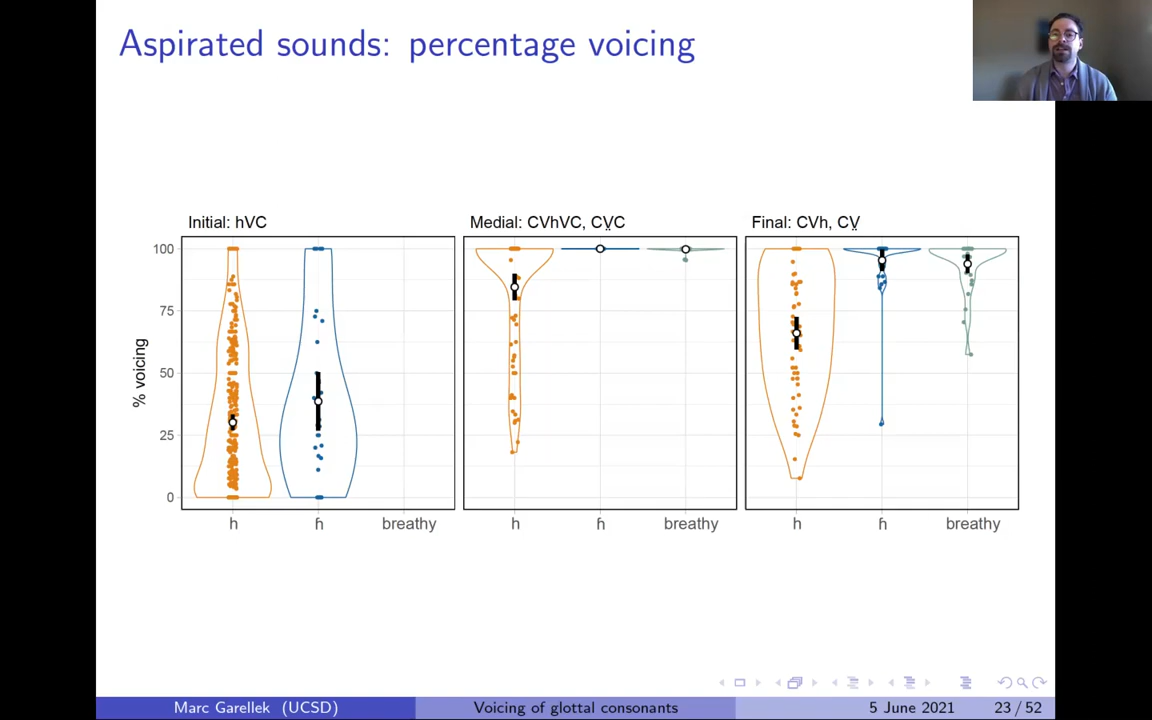 Aspirated sounds: percentage voicing
Initial: hVC
Medial: CVhVC, CV̤C
Final: CVh, CV̤
% voicing
100
75
50
25
0
h ɦ breathy
h ɦ breathy
h ɦ breathy
Marc Garellek (UCSD) Voicing of glottal consonants 5 June 2021 23 / 52